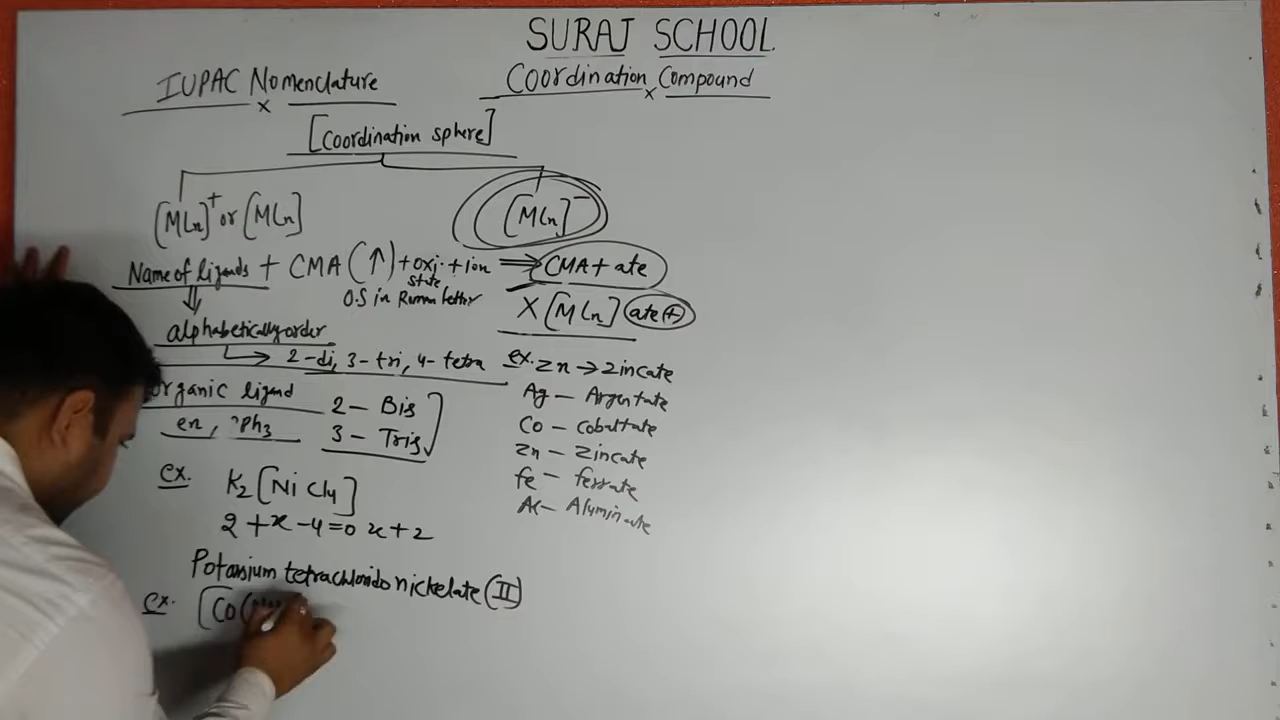 SURAJ SCHOOL
IUPAC Nomenclature
Coordination Compound
[Coordination sphere]
[MLn]⁺ or [MLn]
[MLn]⁻
Name of ligands + CMA (↑) + oxi. state + ion ⇒ CMA + ate
O.S in Roman letter
X [MLn] ate(+)
alphabetically order
→ 2-di, 3-tri, 4-tetra
organic ligand
en, PPh3
2 - Bis
3 - Tris
ex. Zn → Zincate
Ag - Argentate
Co - Cobaltate
Zn - Zincate
fe - ferrate
Al - Aluminate
ex. K2[NiCl4]
2 + x - 4 = 0 x + 2
Potassium tetrachlorido nickelate (II)
ex. [Co(